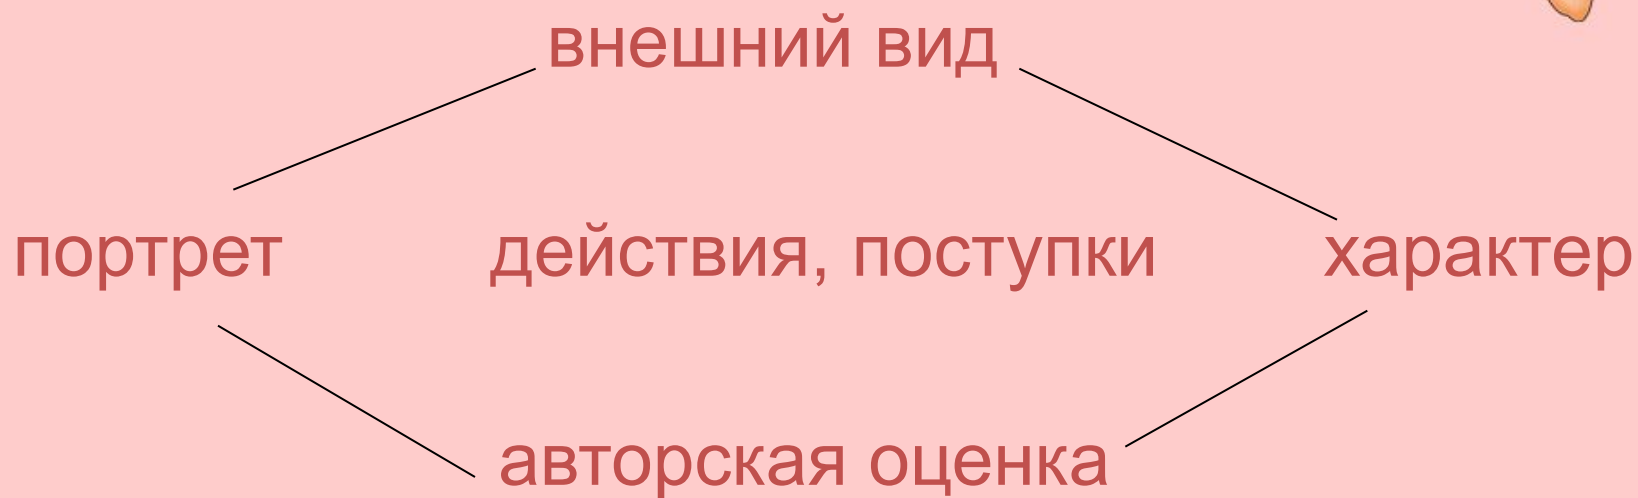 внешний вид
портрет действия, поступки характер
авторская оценка